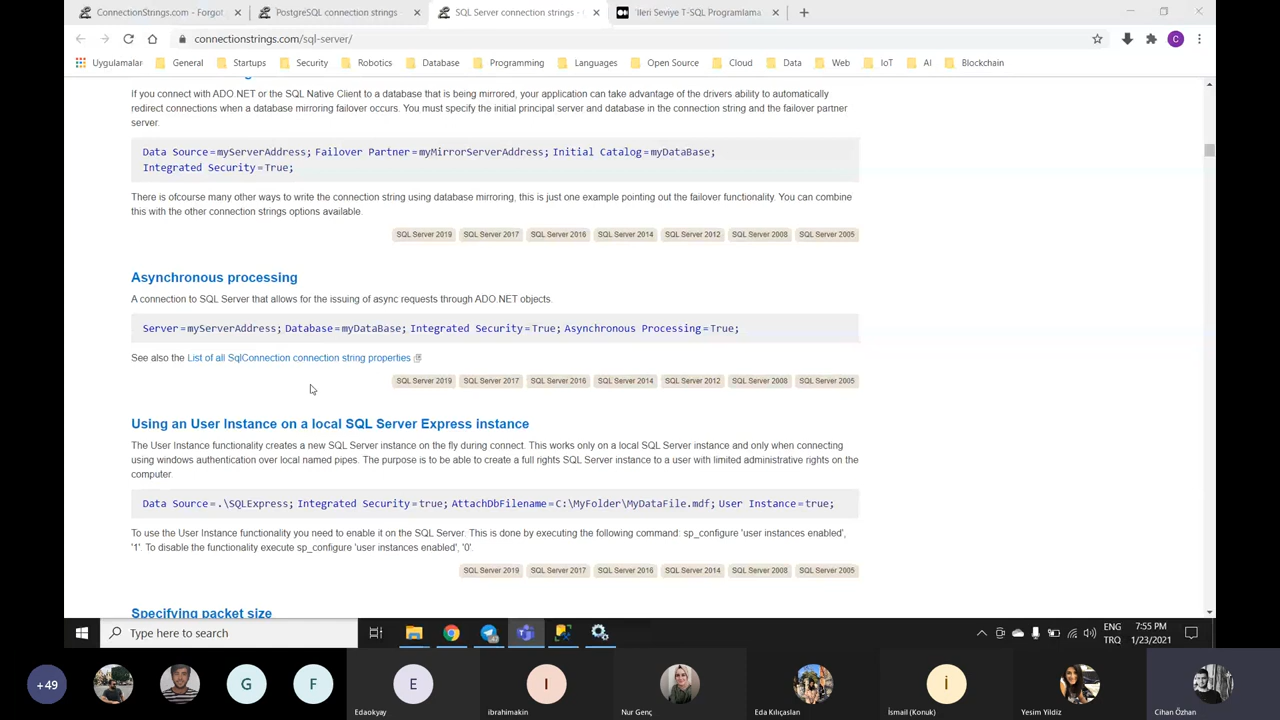 ConnectionStrings.com - Forgot
PostgreSQL connection strings -
SQL Server connection strings -
'İleri Seviye T-SQL Programlama
connectionstrings.com/sql-server/
Uygulamalar
General
Startups
Security
Robotics
Database
Programming
Languages
Open Source
Cloud
Data
Web
IoT
AI
Blockchain
If you connect with ADO.NET or the SQL Native Client to a database that is being mirrored, your application can take advantage of the drivers ability to automatically
redirect connections when a database mirroring failover occurs. You must specify the initial principal server and database in the connection string and the failover partner
server.
Data Source=myServerAddress; Failover Partner=myMirrorServerAddress; Initial Catalog=myDataBase;
Integrated Security=True;
There is ofcourse many other ways to write the connection string using database mirroring, this is just one example pointing out the failover functionality. You can combine
this with the other connection strings options available.
SQL Server 2019 SQL Server 2017 SQL Server 2016 SQL Server 2014 SQL Server 2012 SQL Server 2008 SQL Server 2005
Asynchronous processing
A connection to SQL Server that allows for the issuing of async requests through ADO.NET objects.
Server=myServerAddress; Database=myDataBase; Integrated Security=True; Asynchronous Processing=True;
See also the List of all SqlConnection connection string properties
SQL Server 2019 SQL Server 2017 SQL Server 2016 SQL Server 2014 SQL Server 2012 SQL Server 2008 SQL Server 2005
Using an User Instance on a local SQL Server Express instance
The User Instance functionality creates a new SQL Server instance on the fly during connect. This works only on a local SQL Server instance and only when connecting
using windows authentication over local named pipes. The purpose is to be able to create a full rights SQL Server instance to a user with limited administrative rights on the
computer.
Data Source=.\SQLExpress; Integrated Security=true; AttachDbFilename=C:\MyFolder\MyDataFile.mdf; User Instance=true;
To use the User Instance functionality you need to enable it on the SQL Server. This is done by executing the following command: sp_configure 'user instances enabled',
'1'. To disable the functionality execute sp_configure 'user instances enabled', '0'.
SQL Server 2019 SQL Server 2017 SQL Server 2016 SQL Server 2014 SQL Server 2008 SQL Server 2005
Specifying packet size
Type here to search
ENG
TRQ
7:55 PM
1/23/2021
+49
G
F
E
Edaokyay
I
ibrahimakin
Nur Genç
Eda Kılıçaslan
İ
İsmail (Konuk)
Yesim Yildiz
Cihan Özhan
C